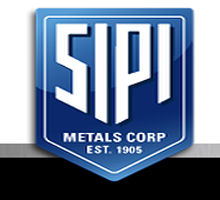 SIPI
METALS CORP
EST. 1905